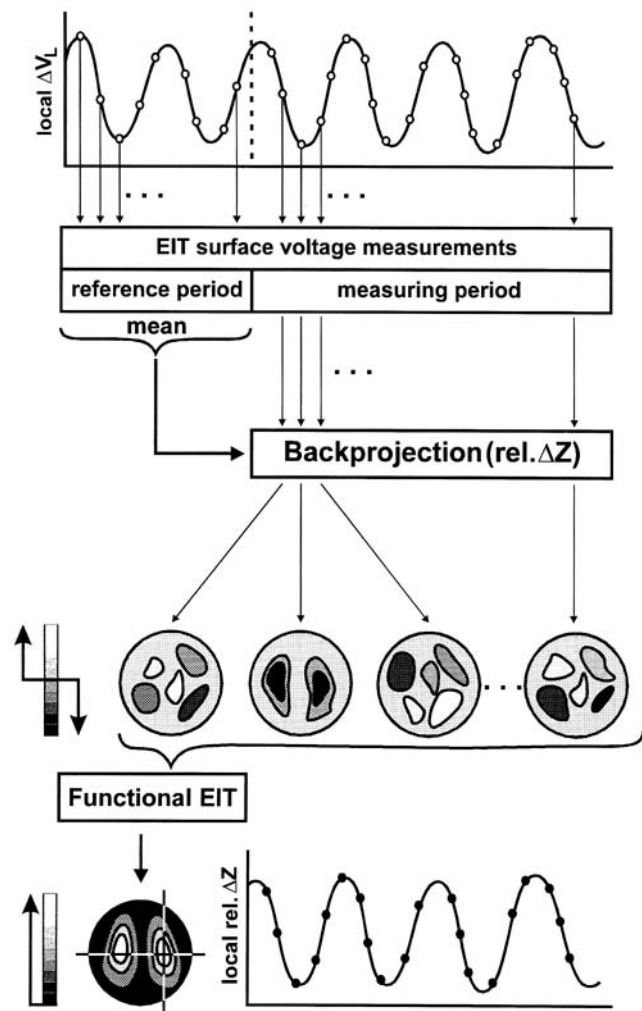 local ΔV_L
. . .
. . .
EIT surface voltage measurements
reference period
measuring period
mean
. . .
Backprojection (rel. ΔZ)
. . .
Functional EIT
local rel. ΔZ